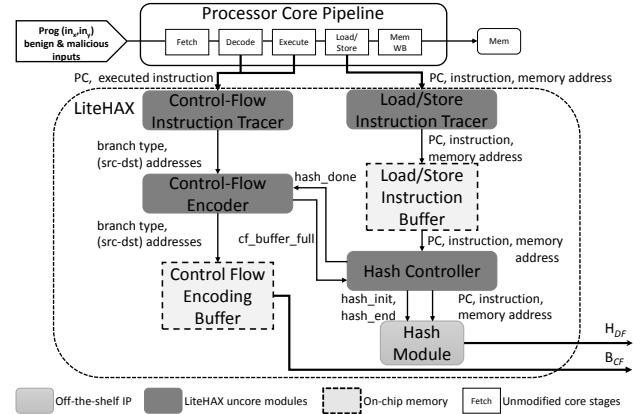 Processor Core Pipeline
Prog (inx,iny)
benign & malicious
inputs
Fetch
Decode
Execute
Load/
Store
Mem
WB
Mem
PC, executed instruction
PC, instruction, memory address
LiteHAX
Control-Flow
Instruction Tracer
Load/Store
Instruction Tracer
branch type,
(src-dst) addresses
PC, instruction,
memory address
hash_done
Control-Flow
Encoder
Load/Store
Instruction
Buffer
branch type,
(src-dst) addresses
cf_buffer_full
PC, instruction, memory
address
Control Flow
Encoding
Buffer
Hash Controller
hash_init,
hash_end
PC, instruction,
memory address
Hash
Module
HDF
BCF
Off-the-shelf IP
LiteHAX uncore modules
On-chip memory
Fetch
Unmodified core stages